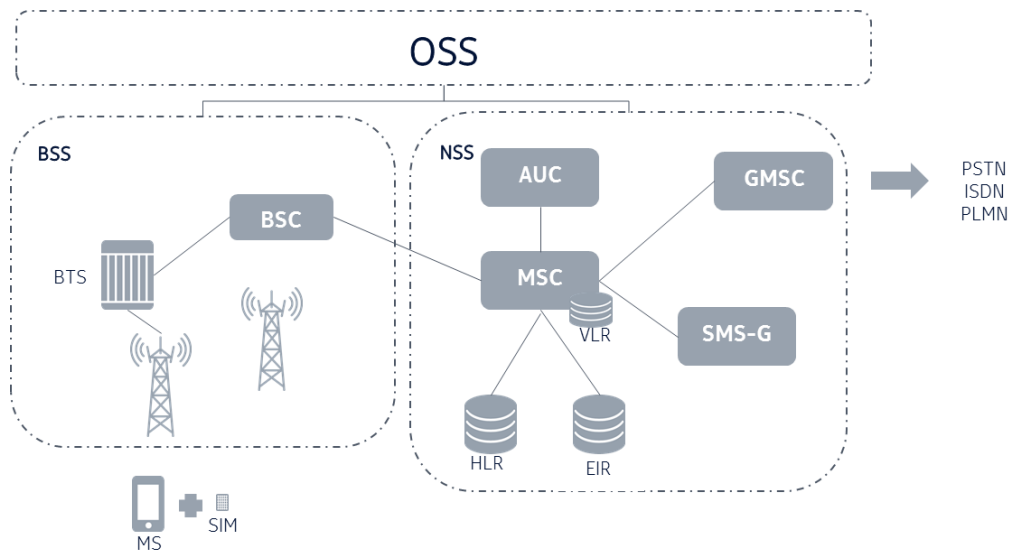 OSS
BSS
BSC
BTS
MS
SIM
NSS
AUC
GMSC
MSC
VLR
SMS-G
HLR
EIR
PSTN
ISDN
PLMN